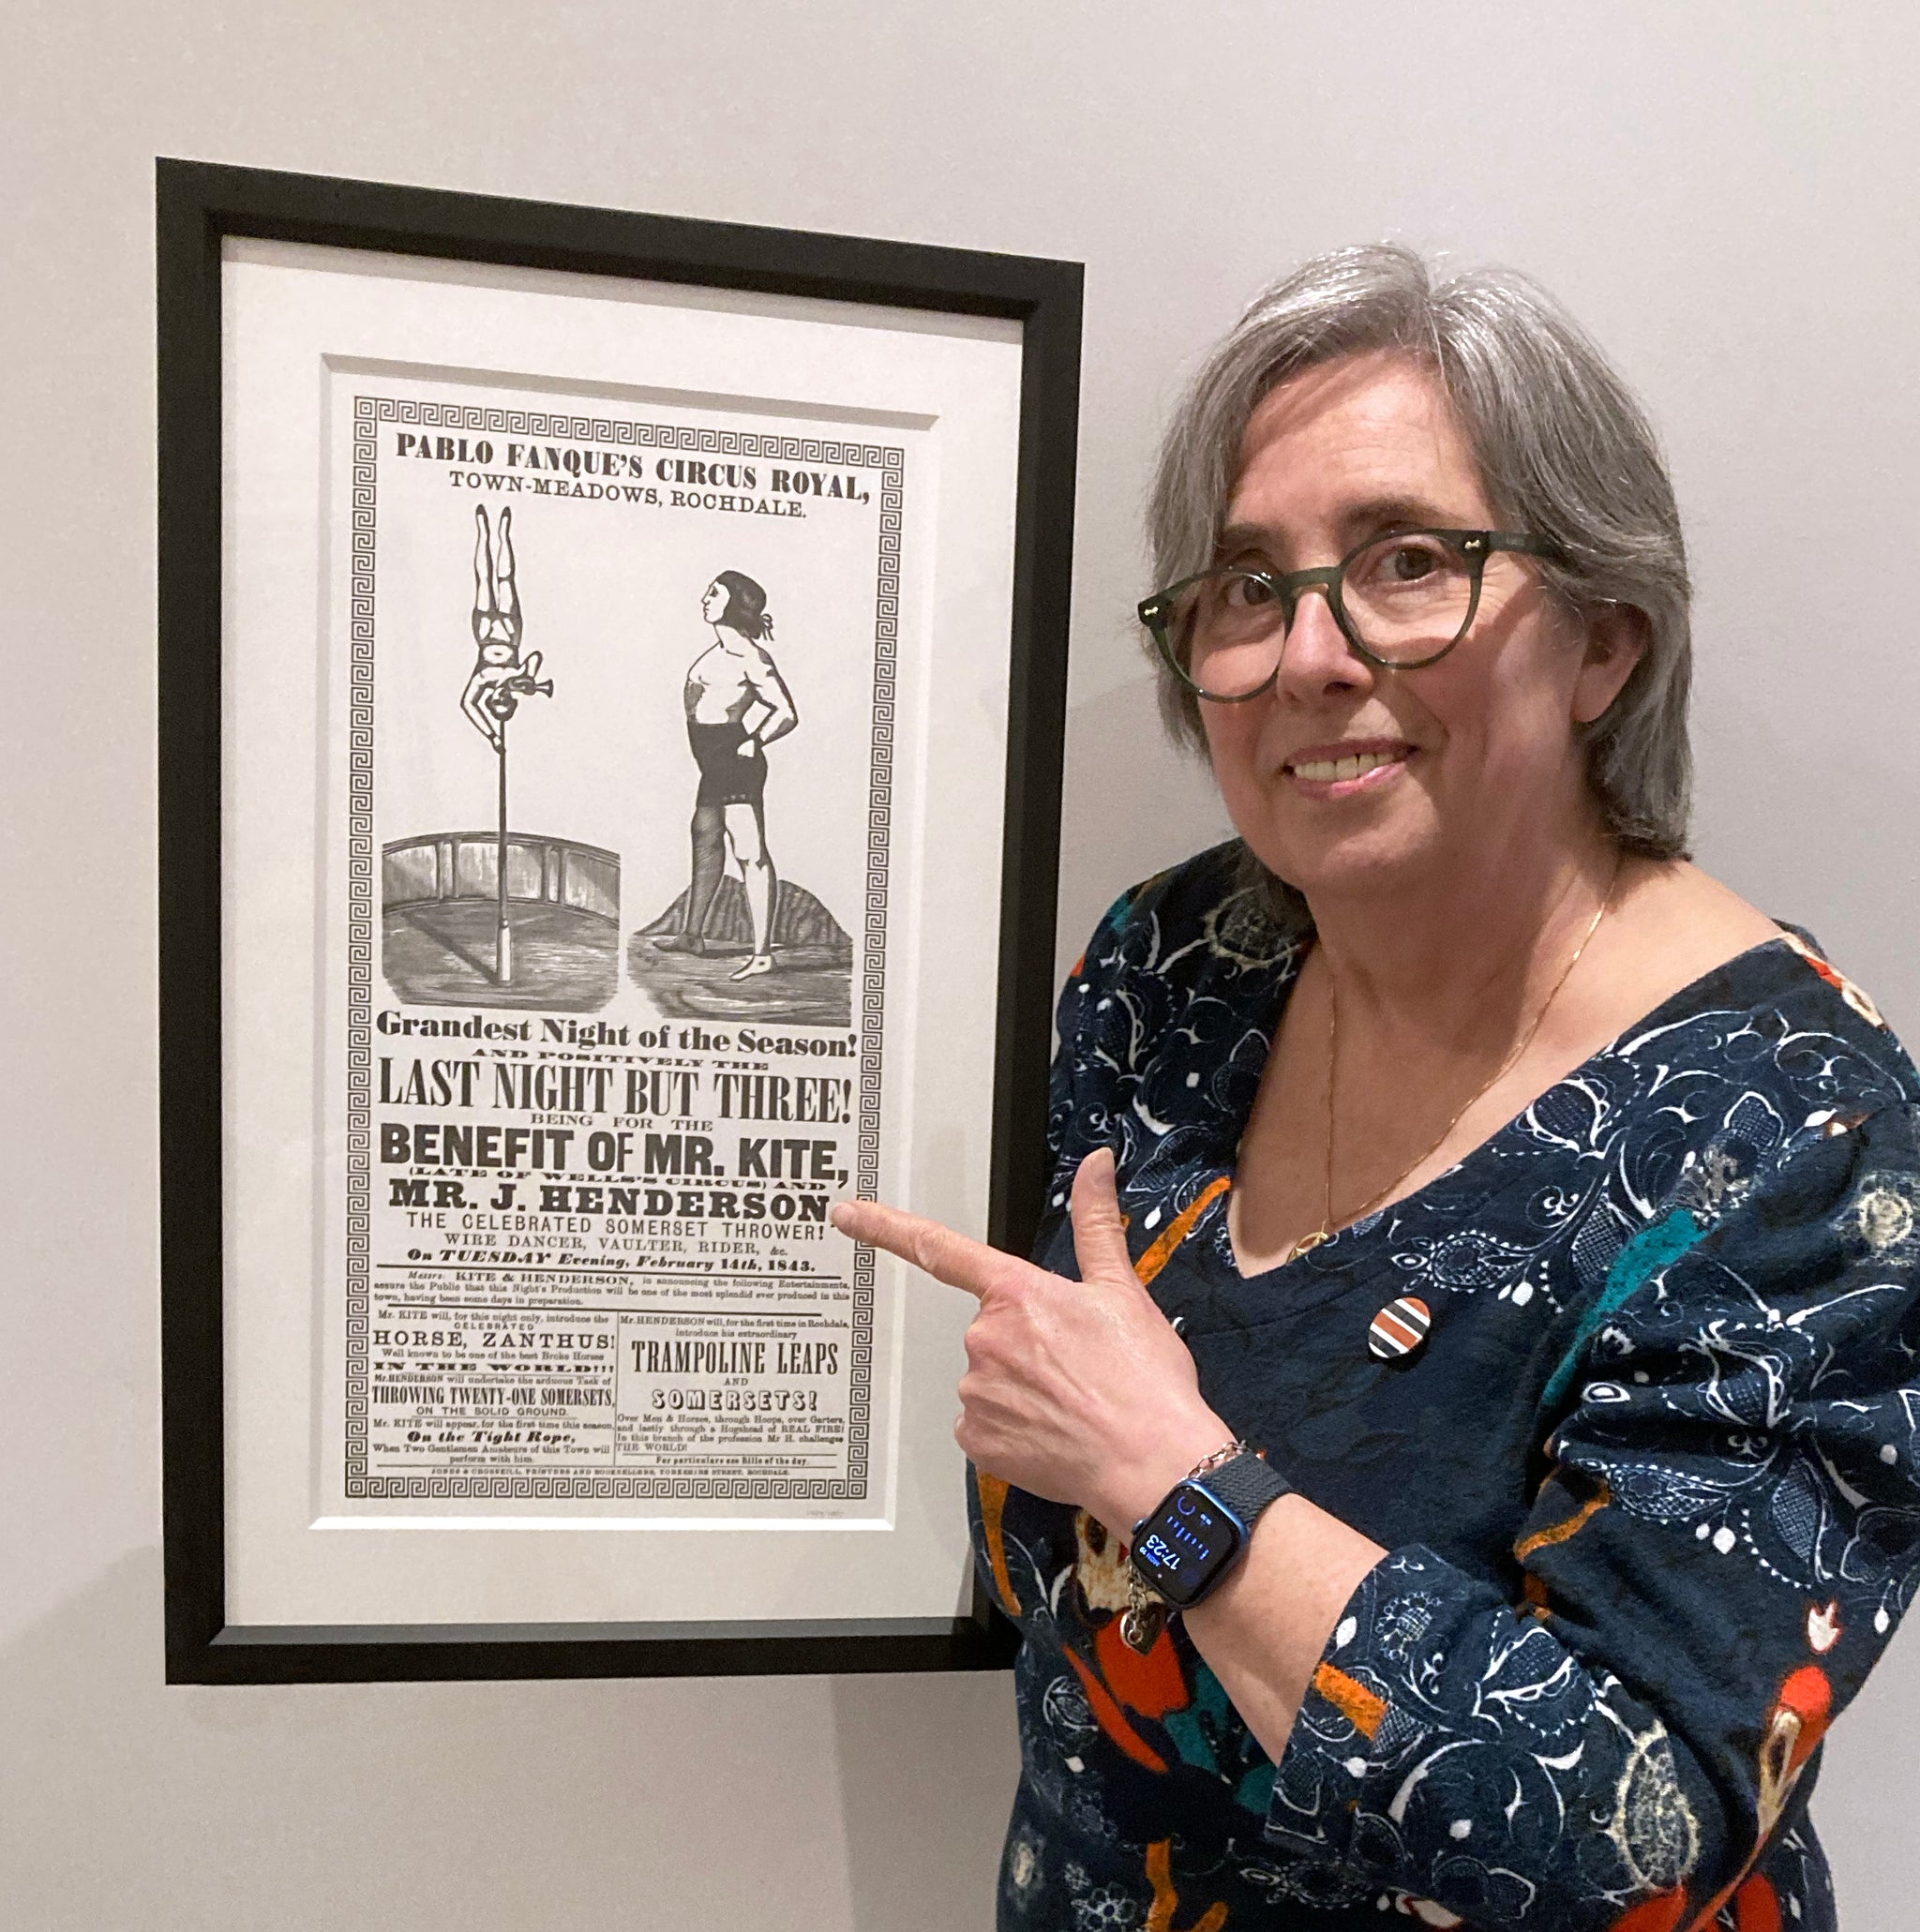 PABLO FANQUE'S CIRCUS ROYAL,
TOWN-MEADOWS, ROCHDALE.
Grandest Night of the Season!
AND POSITIVELY THE
LAST NIGHT BUT THREE!
BEING FOR THE
BENEFIT OF MR. KITE,
(LATE OF WELLS'S CIRCUS) AND
MR. J. HENDERSON,
THE CELEBRATED SOMERSET THROWER!
WIRE DANCER, VAULTER, RIDER, &c.
On TUESDAY Evening, February 14th, 1843.
Messrs. KITE & HENDERSON, in announcing the following Entertainments,
assure the Public that this Night's Production will be one of the most splendid ever produced in this
town, having been some days in preparation.
Mr. KITE will, for this night only, introduce the
CELEBRATED
HORSE, ZANTHUS!
Well known to be one of the best Broke Horses
IN THE WORLD!!!
Mr. HENDERSON will undertake the arduous Task of
THROWING TWENTY-ONE SOMERSETS,
ON THE SOLID GROUND.
Mr. KITE will appear, for the first time this season,
On the Tight Rope,
When Two Gentlemen Amateurs of this Town will
perform with him.
Mr. HENDERSON will, for the first time in Rochdale,
introduce his extraordinary
TRAMPOLINE LEAPS
AND
SOMERSETS!
Over Men & Horses, through Hoops, over Garters,
and lastly through a Hogshead of REAL FIRE!
In this branch of the profession Mr H. challenges
THE WORLD!
For particulars see Bills of the day.
JONES & CROSSKILL, PRINTERS AND BOOKSELLERS, YORKSHIRE STREET, ROCHDALE.
17:23